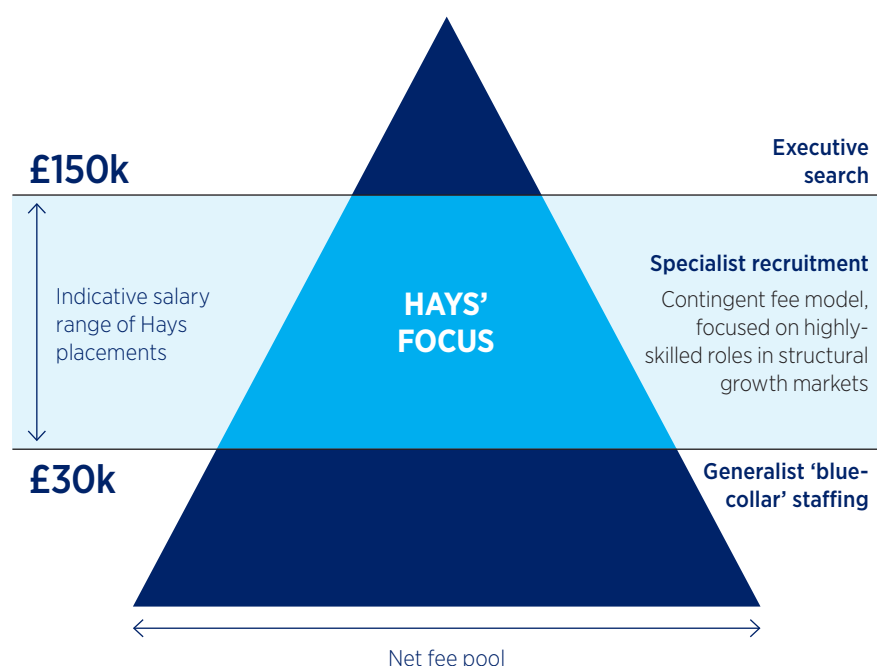 £150k
Executive
search
Indicative salary
range of Hays
placements
HAYS’
FOCUS
Specialist recruitment
Contingent fee model,
focused on highly-
skilled roles in structural
growth markets
£30k
Generalist ‘blue-
collar’ staffing
Net fee pool